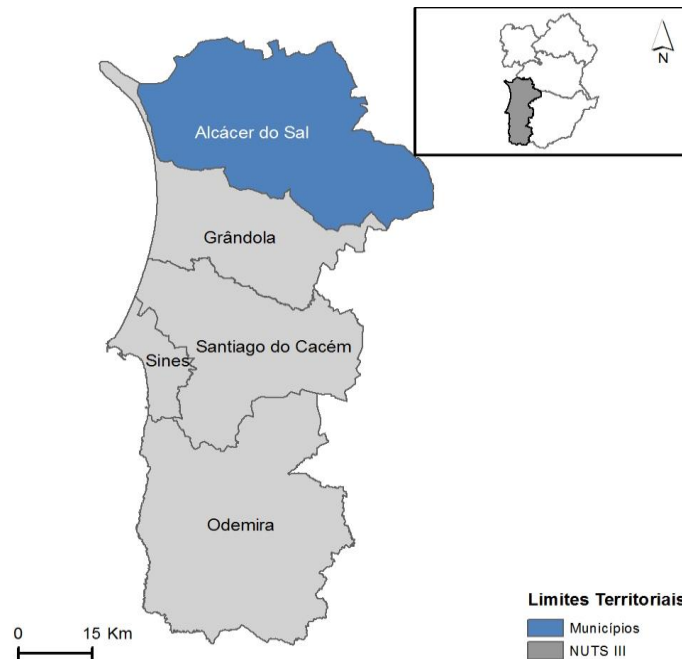 N
Alcácer do Sal
Grândola
Santiago do Cacém
Sines
Odemira
0 15 Km
Limites Territoriais
Municípios
NUTS III